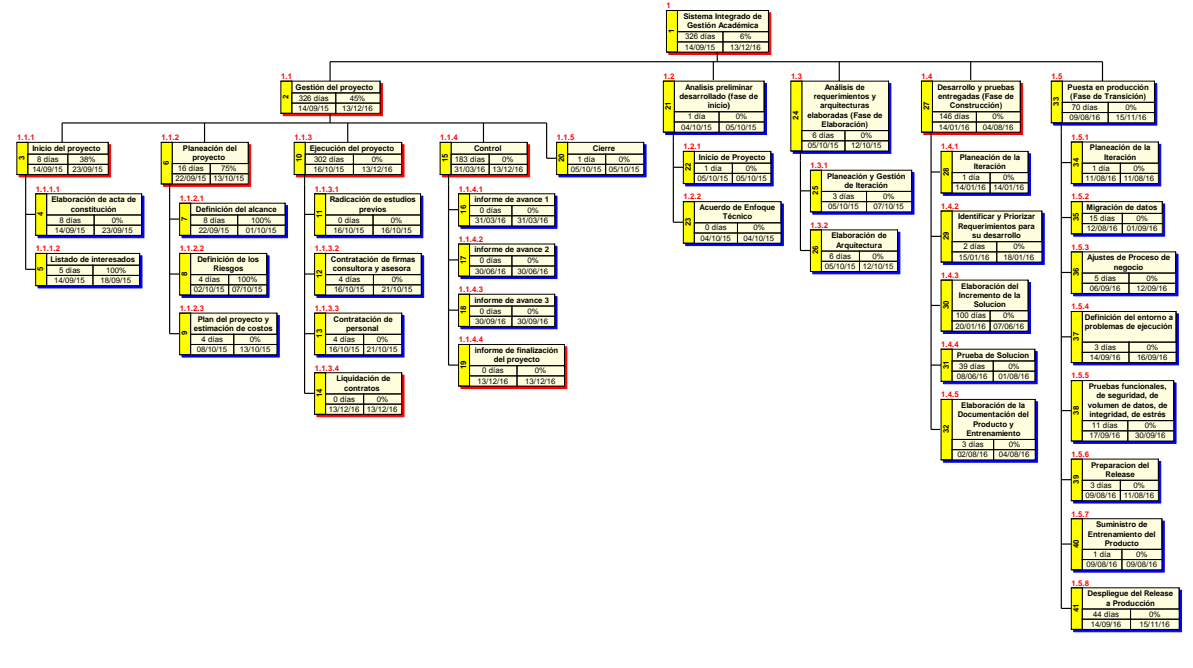 1
Sistema Integrado de
Gestión Académica
1
326 días 6%
14/09/15 13/12/16
1.1
Gestión del proyecto
2
326 días 45%
14/09/15 13/12/16
1.1.1
Inicio del proyecto
3
8 días 38%
14/09/15 23/09/15
1.1.1.1
Elaboración de acta de
constitución
4
8 días 0%
14/09/15 23/09/15
1.1.1.2
Listado de interesados
5
5 días 100%
14/09/15 18/09/15
1.1.2
Planeación del
proyecto
6
16 días 75%
22/09/15 13/10/15
1.1.2.1
Definición del alcance
7
8 días 100%
22/09/15 01/10/15
1.1.2.2
Definición de los
Riesgos
8
4 días 100%
02/10/15 07/10/15
1.1.2.3
Plan del proyecto y
estimación de costos
9
4 días 0%
08/10/15 13/10/15
1.1.3
Ejecución del proyecto
10
302 días 0%
16/10/15 13/12/16
1.1.3.1
Radicación de estudios
previos
11
0 días 0%
16/10/15 16/10/15
1.1.3.2
Contratación de firmas
consultora y asesora
12
4 días 0%
16/10/15 21/10/15
1.1.3.3
Contratación de
personal
13
4 días 0%
16/10/15 21/10/15
1.1.3.4
Liquidación de
contratos
14
0 días 0%
13/12/16 13/12/16
1.1.4
Control
15
183 días 0%
31/03/16 13/12/16
1.1.4.1
informe de avance 1
16
0 días 0%
31/03/16 31/03/16
1.1.4.2
informe de avance 2
17
0 días 0%
30/06/16 30/06/16
1.1.4.3
informe de avance 3
18
0 días 0%
30/09/16 30/09/16
1.1.4.4
informe de finalización
del proyecto
19
0 días 0%
13/12/16 13/12/16
1.1.5
Cierre
20
1 día 0%
05/10/15 05/10/15
1.2
Analisis preliminar
desarrollado (fase de
inicio)
21
1 día 0%
04/10/15 05/10/15
1.2.1
Inicio de Proyecto
22
1 día 0%
05/10/15 05/10/15
1.2.2
Acuerdo de Enfoque
Técnico
23
0 días 0%
04/10/15 04/10/15
1.3
Análisis de
requerimientos y
arquitecturas
elaboradas (Fase de
Elaboración)
24
6 días 0%
05/10/15 12/10/15
1.3.1
Planeación y Gestión
de Iteración
25
3 días 0%
05/10/15 07/10/15
1.3.2
Elaboración de
Arquitectura
26
6 días 0%
05/10/15 12/10/15
1.4
Desarrollo y pruebas
entregadas (Fase de
Construcción)
27
146 días 0%
14/01/16 04/08/16
1.4.1
Planeación de la
Iteración
28
1 día 0%
14/01/16 14/01/16
1.4.2
Identificar y Priorizar
Requerimientos para
su desarrollo
29
2 días 0%
15/01/16 18/01/16
1.4.3
Elaboración del
Incremento de la
Solucion
30
100 días 0%
20/01/16 07/06/16
1.4.4
Prueba de Solucion
31
39 días 0%
08/06/16 01/08/16
1.4.5
Elaboración de la
Documentación del
Producto y
Entrenamiento
32
3 días 0%
02/08/16 04/08/16
1.5
Puesta en producción
(Fase de Transición)
33
70 días 0%
09/08/16 15/11/16
1.5.1
Planeación de la
Iteración
34
1 día 0%
11/08/16 11/08/16
1.5.2
Migración de datos
35
15 días 0%
12/08/16 01/09/16
1.5.3
Ajustes de Proceso de
negocio
36
5 días 0%
06/09/16 12/09/16
1.5.4
Definición del entorno a
problemas de ejecución
37
3 días 0%
14/09/16 16/09/16
1.5.5
Pruebas funcionales,
de seguridad, de
volumen de datos, de
integridad, de estrés
38
11 días 0%
17/09/16 30/09/16
1.5.6
Preparacion del
Release
39
3 días 0%
09/08/16 11/08/16
1.5.7
Suministro de
Entrenamiento del
Producto
40
1 día 0%
09/08/16 09/08/16
1.5.8
Despliegue del Release
a Producción
41
44 días 0%
14/09/16 15/11/16